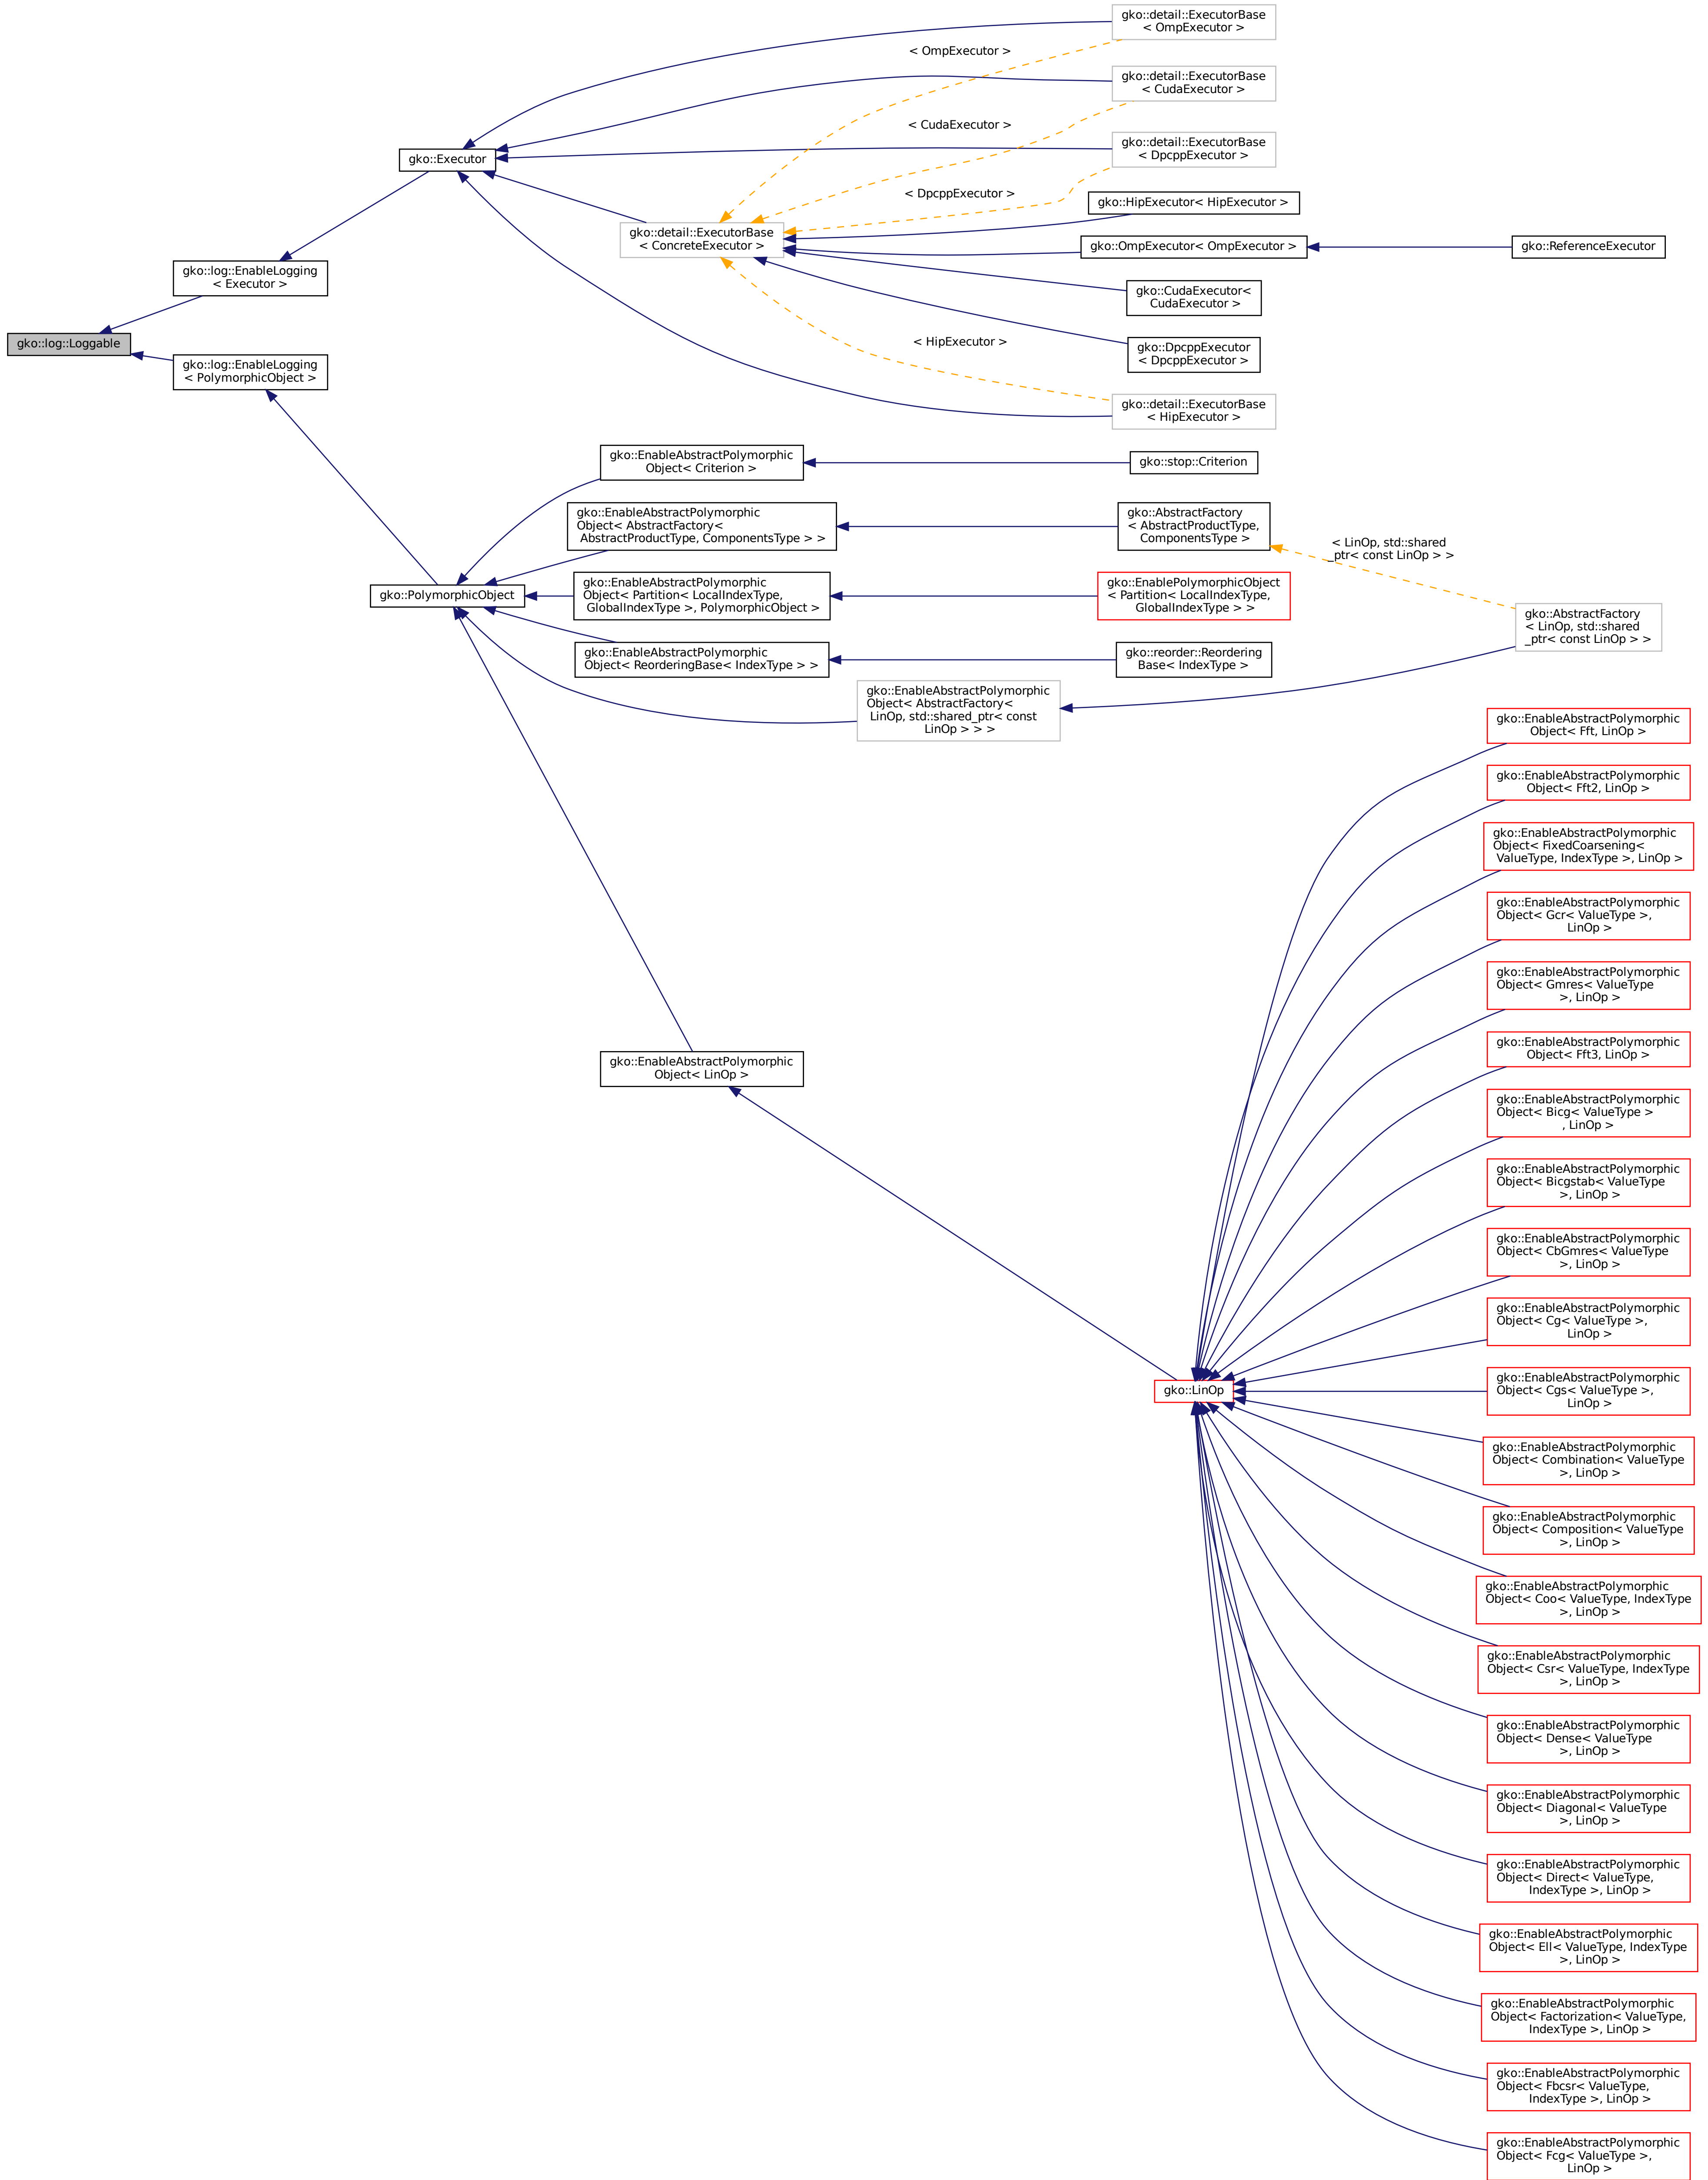 gko::detail::ExecutorBase
< OmpExecutor >
< OmpExecutor >
gko::detail::ExecutorBase
< CudaExecutor >
< CudaExecutor >
gko::detail::ExecutorBase
< DpcppExecutor >
gko::Executor
< DpcppExecutor >
gko::HipExecutor< HipExecutor >
gko::detail::ExecutorBase
< ConcreteExecutor >
gko::OmpExecutor< OmpExecutor >
gko::ReferenceExecutor
gko::log::EnableLogging
< Executor >
gko::CudaExecutor<
CudaExecutor >
gko::log::Loggable
< HipExecutor >
gko::DpcppExecutor
< DpcppExecutor >
gko::log::EnableLogging
< PolymorphicObject >
gko::detail::ExecutorBase
< HipExecutor >
gko::EnableAbstractPolymorphic
Object< Criterion >
gko::stop::Criterion
gko::EnableAbstractPolymorphic
Object< AbstractFactory<
AbstractProductType, ComponentsType > >
gko::AbstractFactory
< AbstractProductType,
ComponentsType >
< LinOp, std::shared
_ptr< const LinOp > >
gko::PolymorphicObject
gko::EnableAbstractPolymorphic
Object< Partition< LocalIndexType,
GlobalIndexType >, PolymorphicObject >
gko::EnablePolymorphicObject
< Partition< LocalIndexType,
GlobalIndexType > >
gko::AbstractFactory
< LinOp, std::shared
_ptr< const LinOp > >
gko::EnableAbstractPolymorphic
Object< ReorderingBase< IndexType > >
gko::reorder::Reordering
Base< IndexType >
gko::EnableAbstractPolymorphic
Object< AbstractFactory<
LinOp, std::shared_ptr< const
LinOp > > >
gko::EnableAbstractPolymorphic
Object< Fft, LinOp >
gko::EnableAbstractPolymorphic
Object< Fft2, LinOp >
gko::EnableAbstractPolymorphic
Object< FixedCoarsening<
ValueType, IndexType >, LinOp >
gko::EnableAbstractPolymorphic
Object< Gcr< ValueType >,
LinOp >
gko::EnableAbstractPolymorphic
Object< Gmres< ValueType
>, LinOp >
gko::EnableAbstractPolymorphic
Object< Fft3, LinOp >
gko::EnableAbstractPolymorphic
Object< LinOp >
gko::EnableAbstractPolymorphic
Object< Bicg< ValueType >
, LinOp >
gko::EnableAbstractPolymorphic
Object< Bicgstab< ValueType
>, LinOp >
gko::EnableAbstractPolymorphic
Object< CbGmres< ValueType
>, LinOp >
gko::EnableAbstractPolymorphic
Object< Cg< ValueType >,
LinOp >
gko::LinOp
gko::EnableAbstractPolymorphic
Object< Cgs< ValueType >,
LinOp >
gko::EnableAbstractPolymorphic
Object< Combination< ValueType
>, LinOp >
gko::EnableAbstractPolymorphic
Object< Composition< ValueType
>, LinOp >
gko::EnableAbstractPolymorphic
Object< Coo< ValueType, IndexType
>, LinOp >
gko::EnableAbstractPolymorphic
Object< Csr< ValueType, IndexType
>, LinOp >
gko::EnableAbstractPolymorphic
Object< Dense< ValueType
>, LinOp >
gko::EnableAbstractPolymorphic
Object< Diagonal< ValueType
>, LinOp >
gko::EnableAbstractPolymorphic
Object< Direct< ValueType,
IndexType >, LinOp >
gko::EnableAbstractPolymorphic
Object< Ell< ValueType, IndexType
>, LinOp >
gko::EnableAbstractPolymorphic
Object< Factorization< ValueType,
IndexType >, LinOp >
gko::EnableAbstractPolymorphic
Object< Fbcsr< ValueType,
IndexType >, LinOp >
gko::EnableAbstractPolymorphic
Object< Fcg< ValueType >,
LinOp >